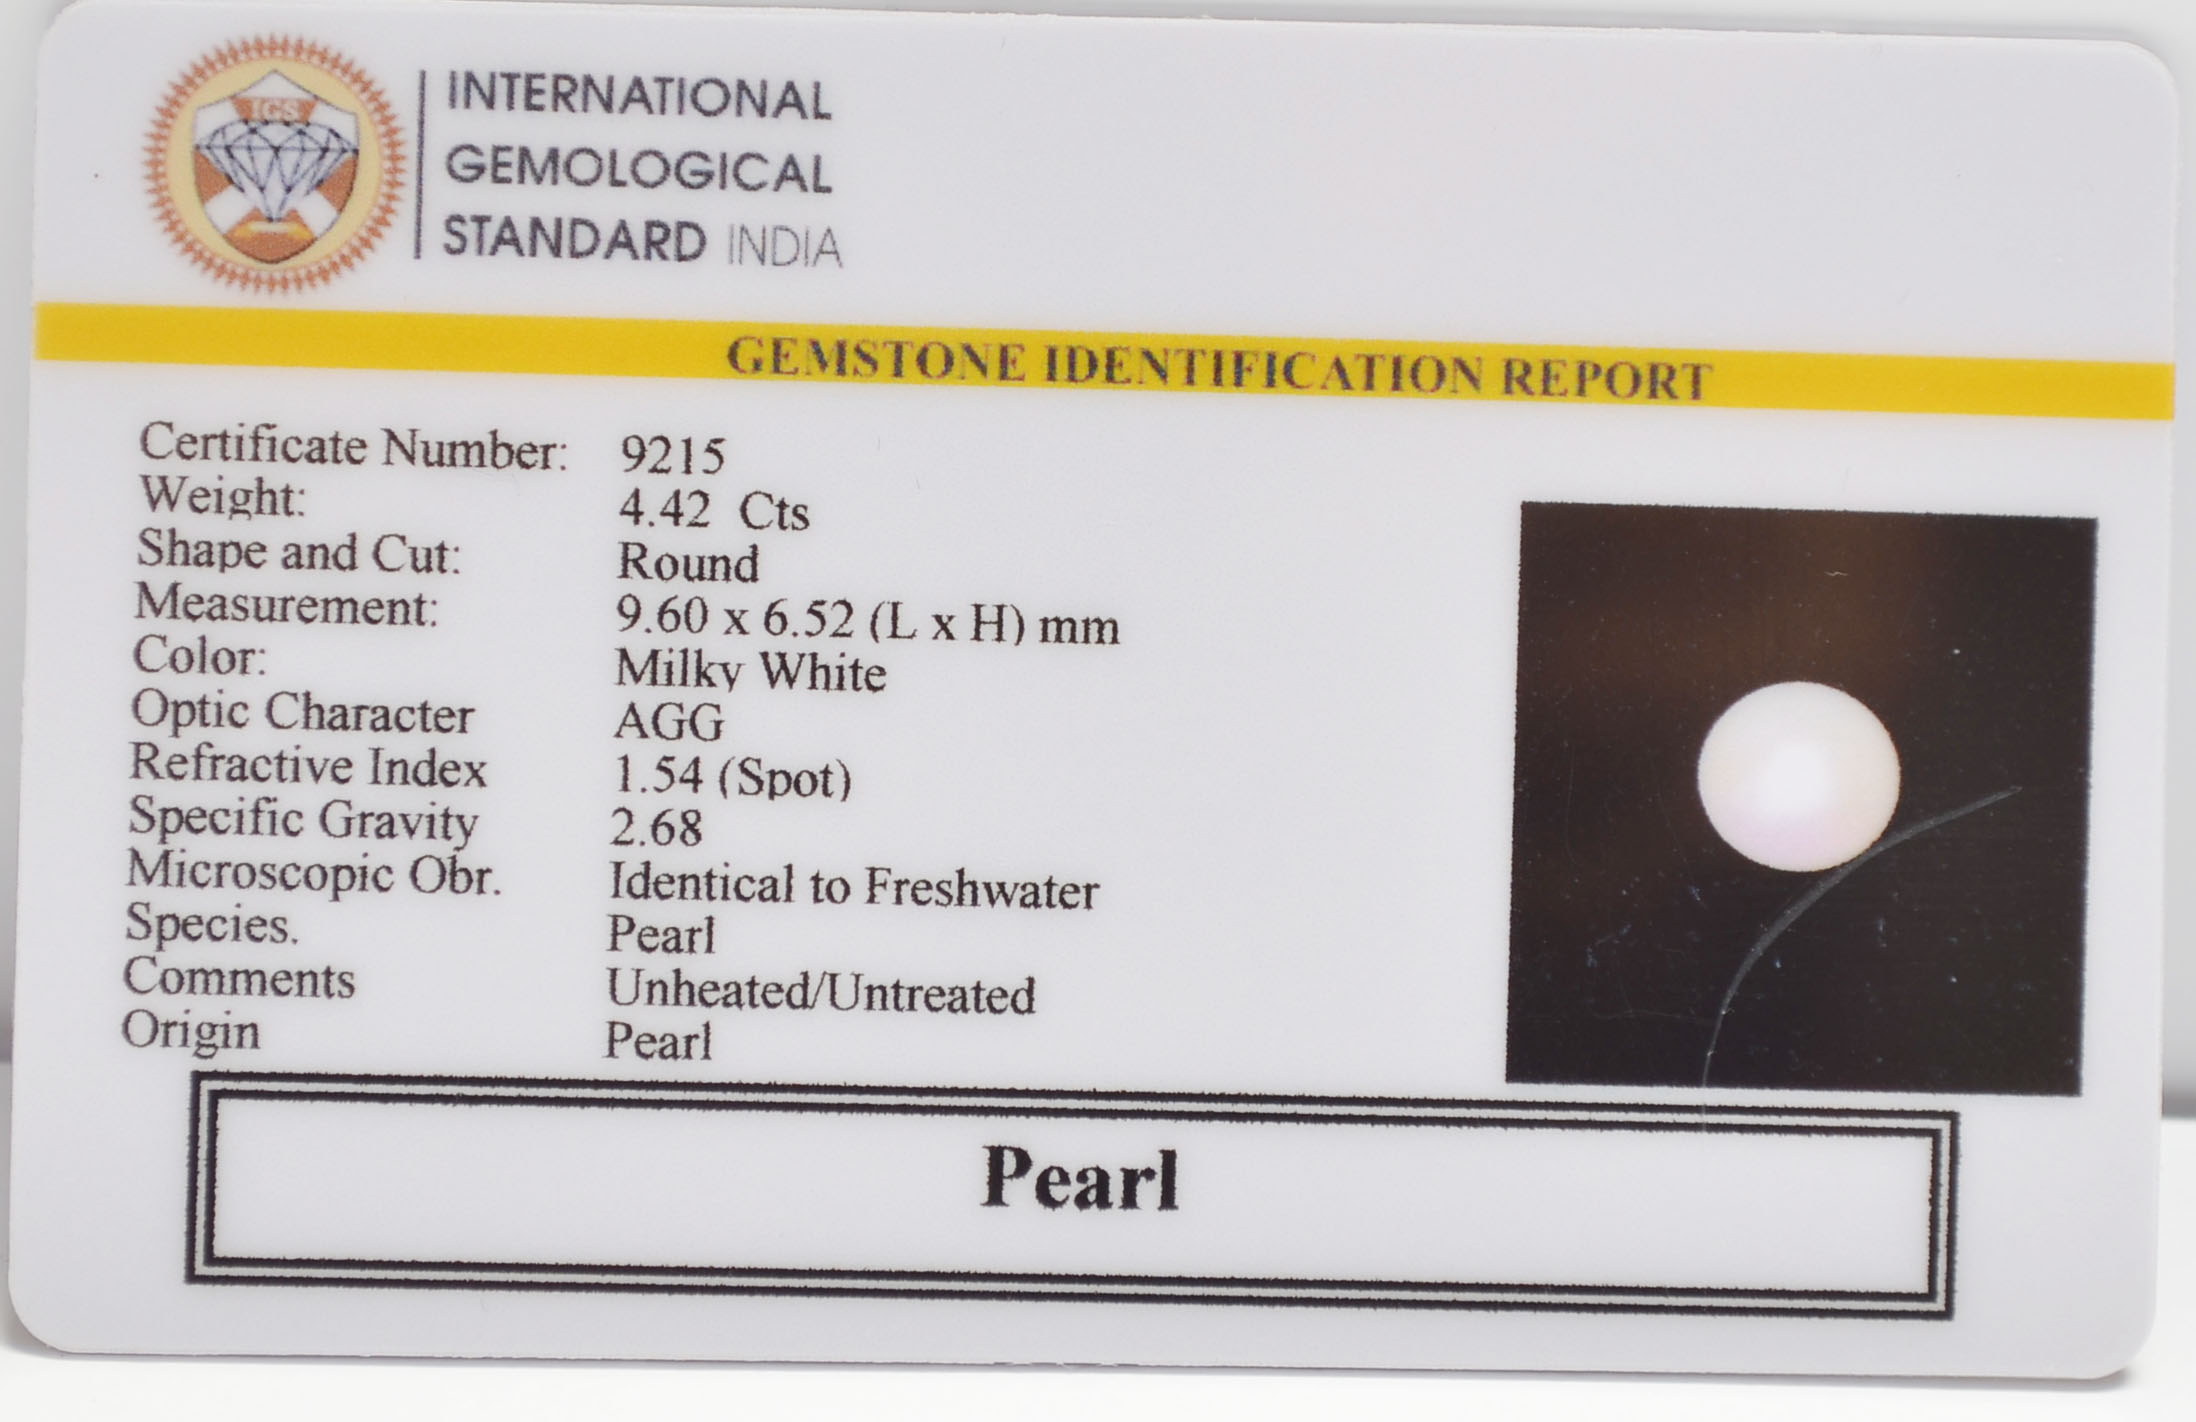 IGS
INTERNATIONAL
GEMOLOGICAL
STANDARD INDIA
GEMSTONE IDENTIFICATION REPORT
Certificate Number: 9215
Weight: 4.42 Cts
Shape and Cut: Round
Measurement: 9.60 x 6.52 (L x H) mm
Color: Milky White
Optic Character AGG
Refractive Index 1.54 (Spot)
Specific Gravity 2.68
Microscopic Obr. Identical to Freshwater
Species. Pearl
Comments Unheated/Untreated
Origin Pearl
Pearl